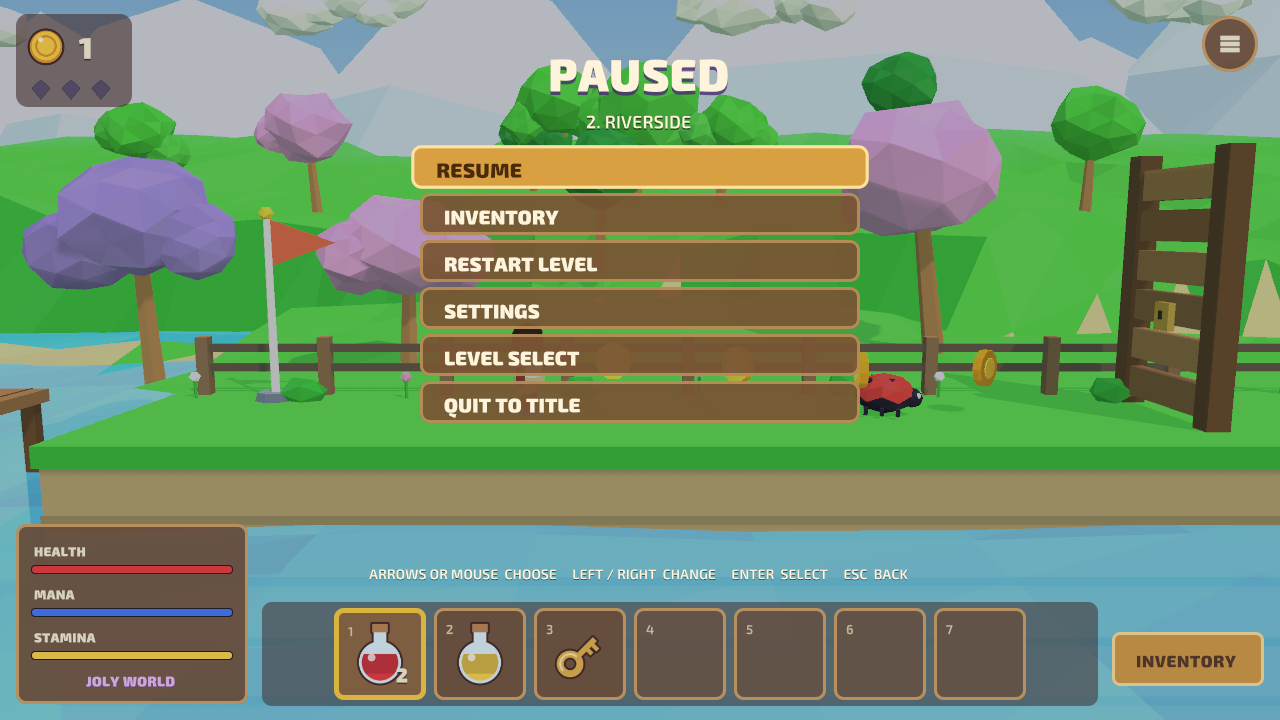 1
PAUSED
2. RIVERSIDE
RESUME
INVENTORY
RESTART LEVEL
SETTINGS
LEVEL SELECT
QUIT TO TITLE
HEALTH
MANA
STAMINA
JOLY WORLD
ARROWS OR MOUSE CHOOSE LEFT / RIGHT CHANGE ENTER SELECT ESC BACK
1 2 3 4 5 6 7
2
INVENTORY